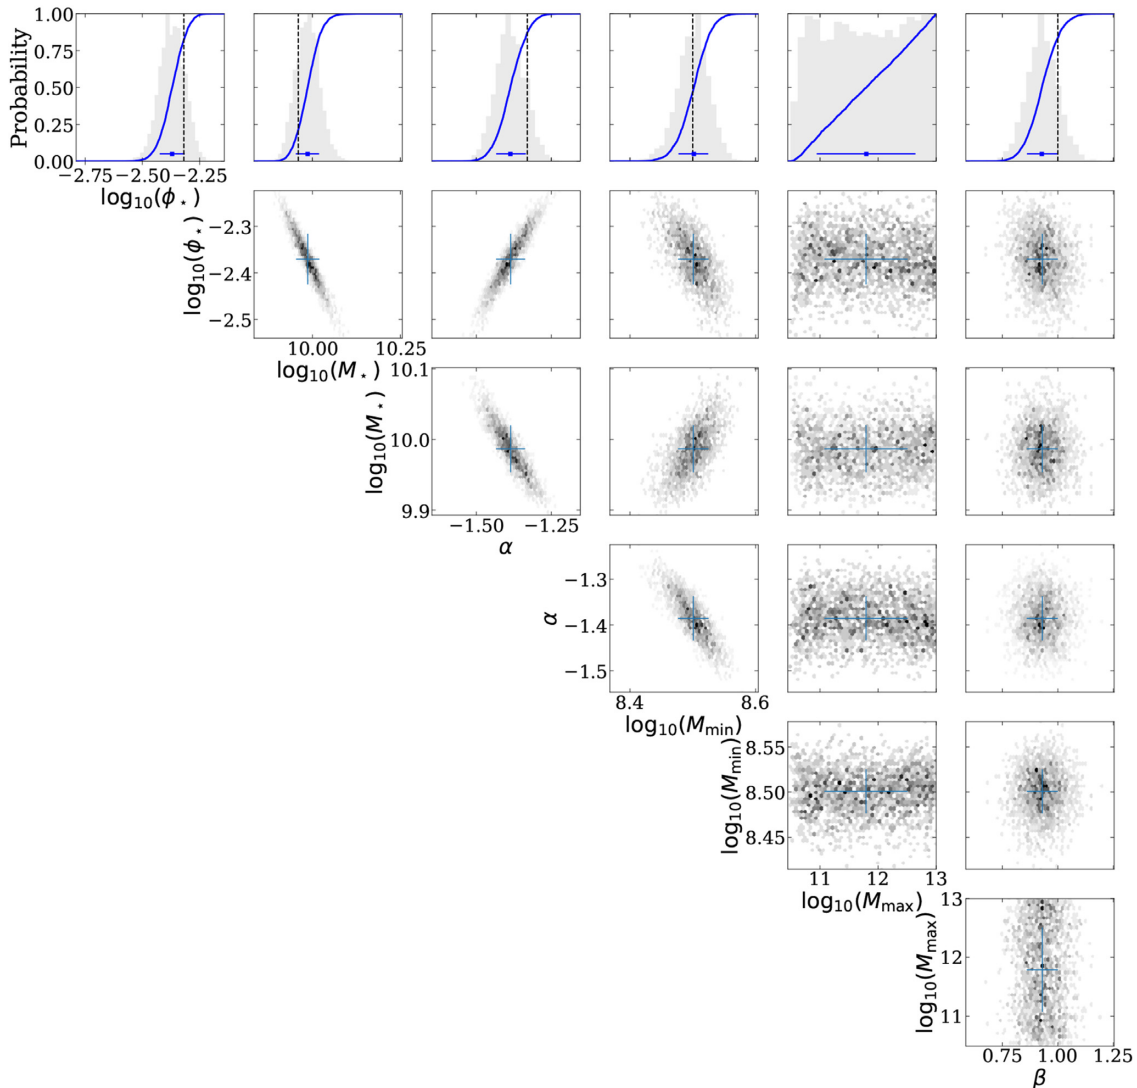 Probability
1.00
0.75
0.50
0.25
0.00
−2.75 −2.50 −2.25
log₁₀(ϕ⋆)
log₁₀(ϕ⋆)
−2.3
−2.4
−2.5
10.00 10.25
log₁₀(M⋆)
log₁₀(M⋆)
10.1
10.0
9.9
−1.50 −1.25
α
α
−1.3
−1.4
−1.5
8.4 8.6
log₁₀(Mmin)
log₁₀(Mmin)
8.55
8.50
8.45
11 12 13
log₁₀(Mmax)
log₁₀(Mmax)
13
12
11
0.75 1.00 1.25
β